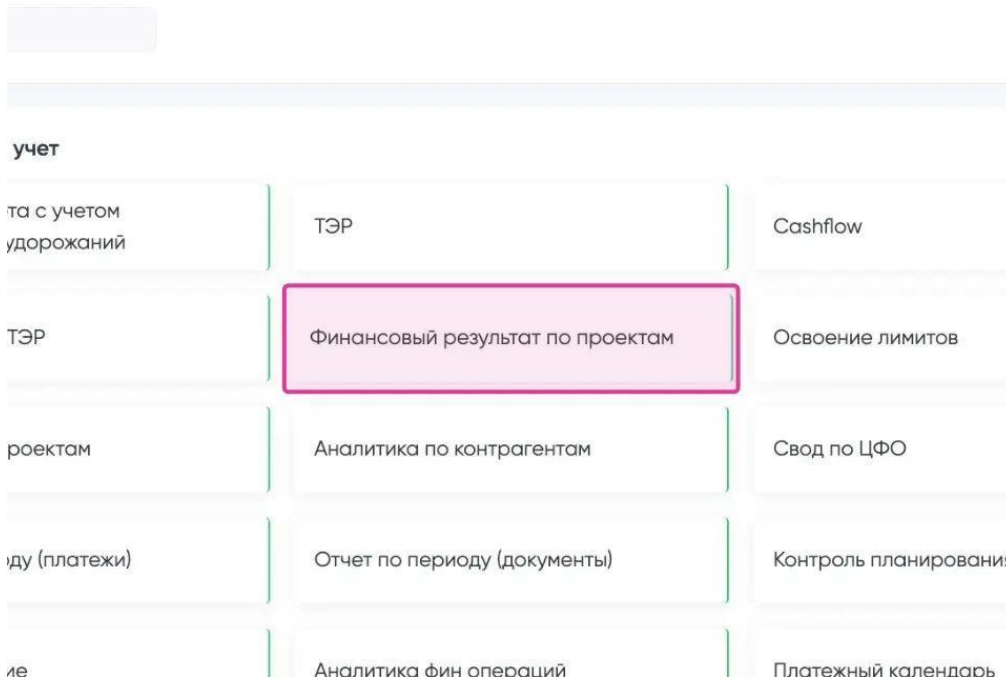 учет
та с учетом
удорожаний
ТЭР
Cashflow
ТЭР
Финансовый результат по проектам
Освоение лимитов
роектам
Аналитика по контрагентам
Свод по ЦФО
ду (платежи)
Отчет по периоду (документы)
Контроль планировани
ие
Аналитика фин операций
Платежный календарь